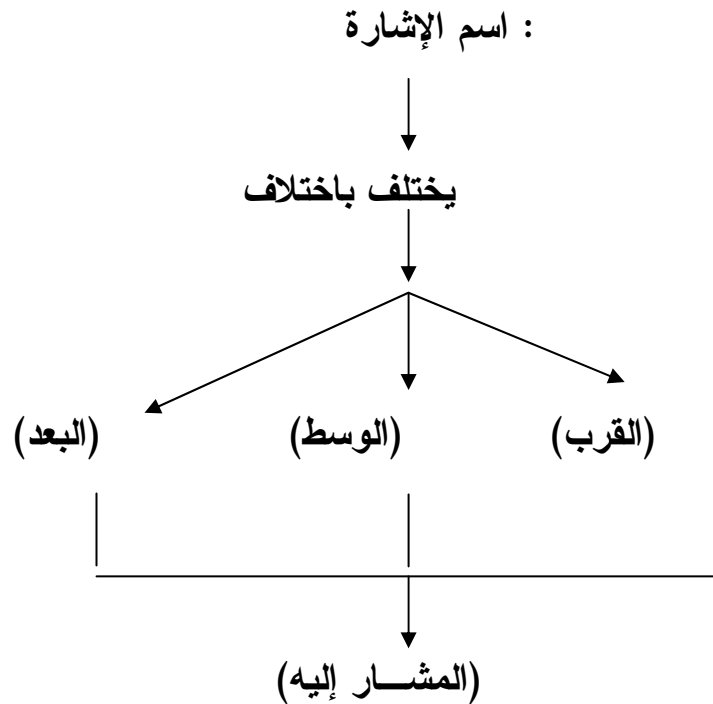 اسم الإشارة :
يختلف باختلاف
(القرب) (الوسط) (البعد)
(المشـــار إليه)